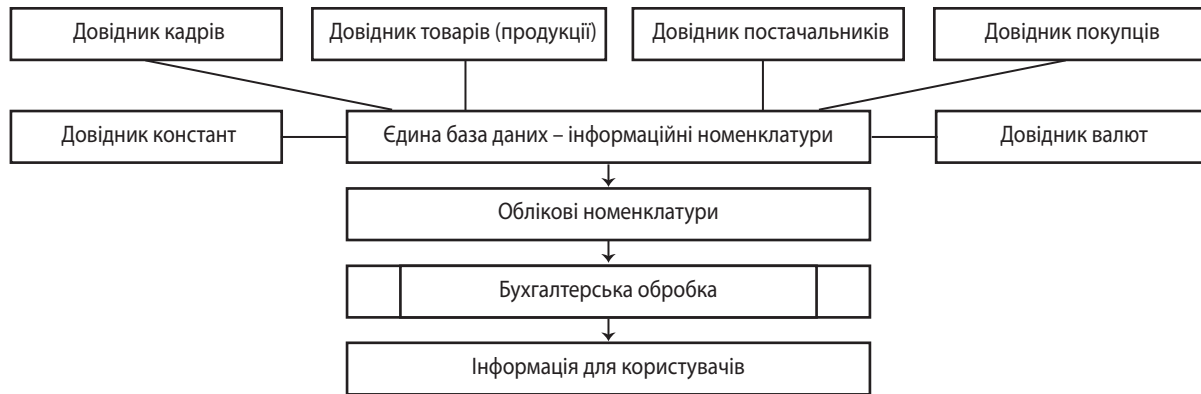 Довідник кадрів
Довідник товарів (продукції)
Довідник постачальників
Довідник покупців
Довідник констант
Єдина база даних – інформаційні номенклатури
Довідник валют
Облікові номенклатури
Бухгалтерська обробка
Інформація для користувачів